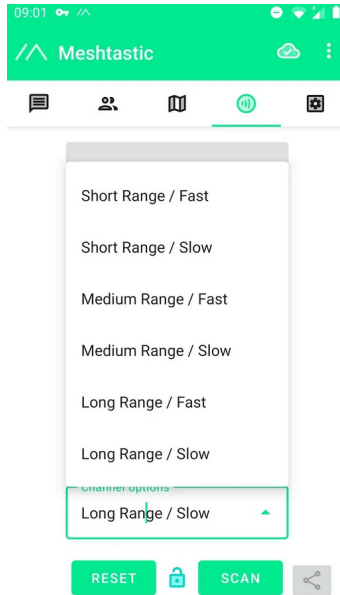 09:01
Meshtastic
Short Range / Fast
Short Range / Slow
Medium Range / Fast
Medium Range / Slow
Long Range / Fast
Long Range / Slow
Channel options
Long Range / Slow
RESET
SCAN